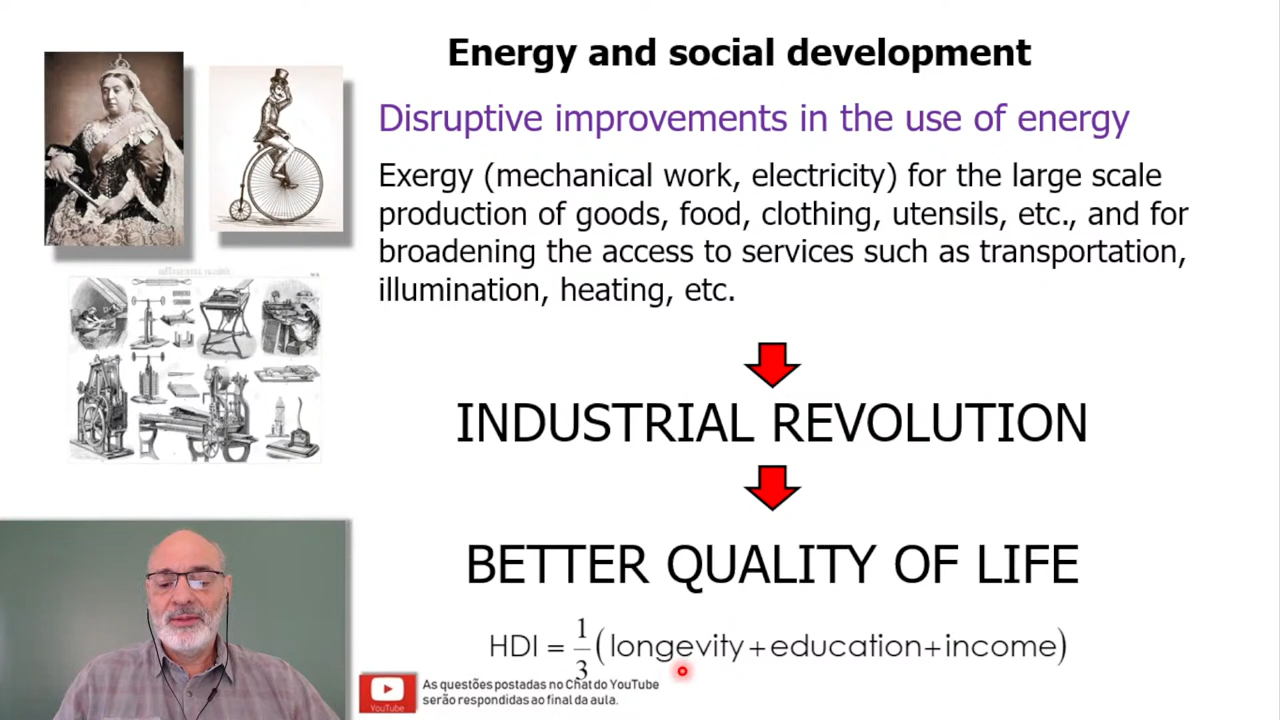 Energy and social development
Disruptive improvements in the use of energy
Exergy (mechanical work, electricity) for the large scale
production of goods, food, clothing, utensils, etc., and for
broadening the access to services such as transportation,
illumination, heating, etc.
INDUSTRIAL REVOLUTION
BETTER QUALITY OF LIFE
HDI = 1/3 (longevity + education + income)
As questões postadas no Chat do YouTube
serão respondidas ao final da aula.
YouTube